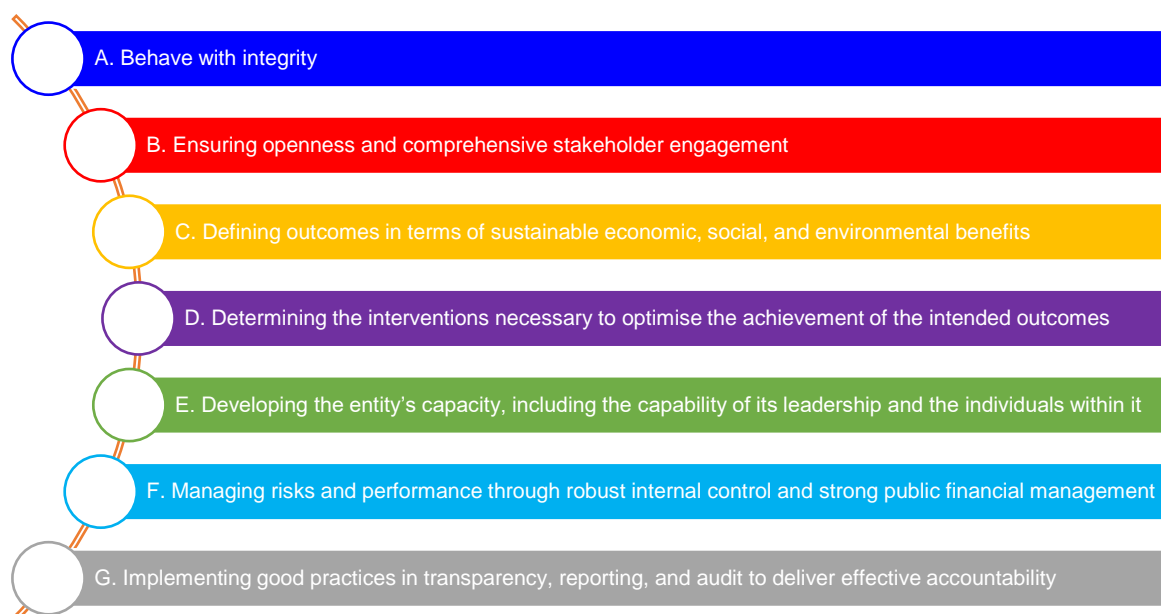 A. Behave with integrity
B. Ensuring openness and comprehensive stakeholder engagement
C. Defining outcomes in terms of sustainable economic, social, and environmental benefits
D. Determining the interventions necessary to optimise the achievement of the intended outcomes
E. Developing the entity’s capacity, including the capability of its leadership and the individuals within it
F. Managing risks and performance through robust internal control and strong public financial management
G. Implementing good practices in transparency, reporting, and audit to deliver effective accountability